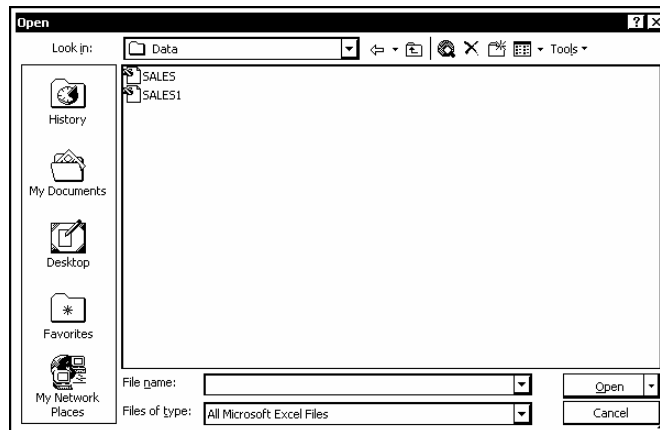 Open
Look in:
Data
Tools
SALES
SALES1
History
My Documents
Desktop
Favorites
My Network
Places
File name:
Open
Files of type:
All Microsoft Excel Files
Cancel